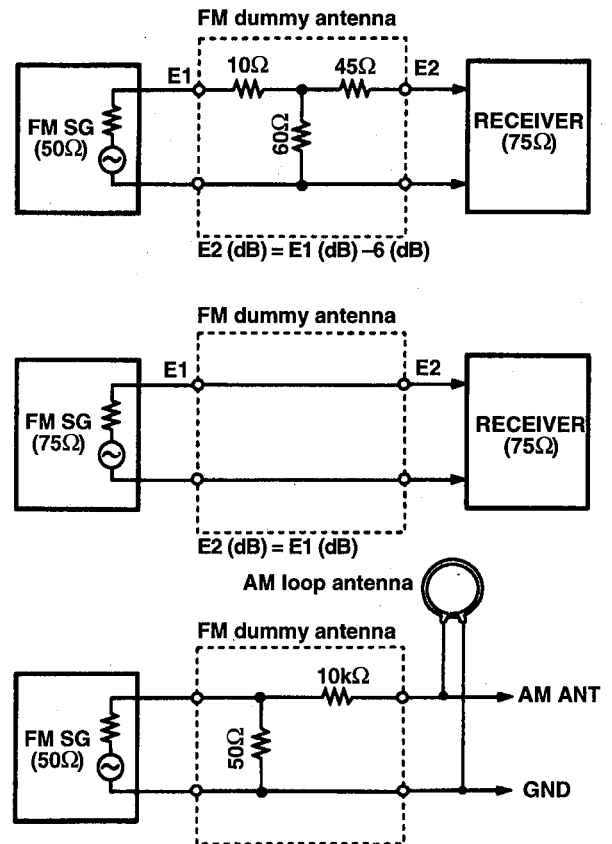 FM dummy antenna
E1
10Ω
45Ω
E2
FM SG
(50Ω)
60Ω
RECEIVER
(75Ω)
E2 (dB) = E1 (dB) –6 (dB)
FM dummy antenna
E1
E2
FM SG
(75Ω)
RECEIVER
(75Ω)
E2 (dB) = E1 (dB)
AM loop antenna
FM dummy antenna
10kΩ
AM ANT
FM SG
(50Ω)
50Ω
GND